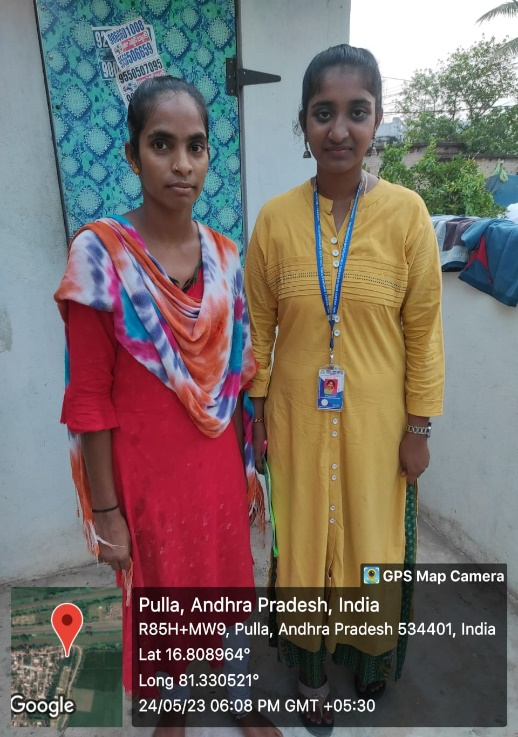 9550507095
GPS Map Camera
Pulla, Andhra Pradesh, India
R85H+MW9, Pulla, Andhra Pradesh 534401, India
Lat 16.808964°
Long 81.330521°
24/05/23 06:08 PM GMT +05:30
Google